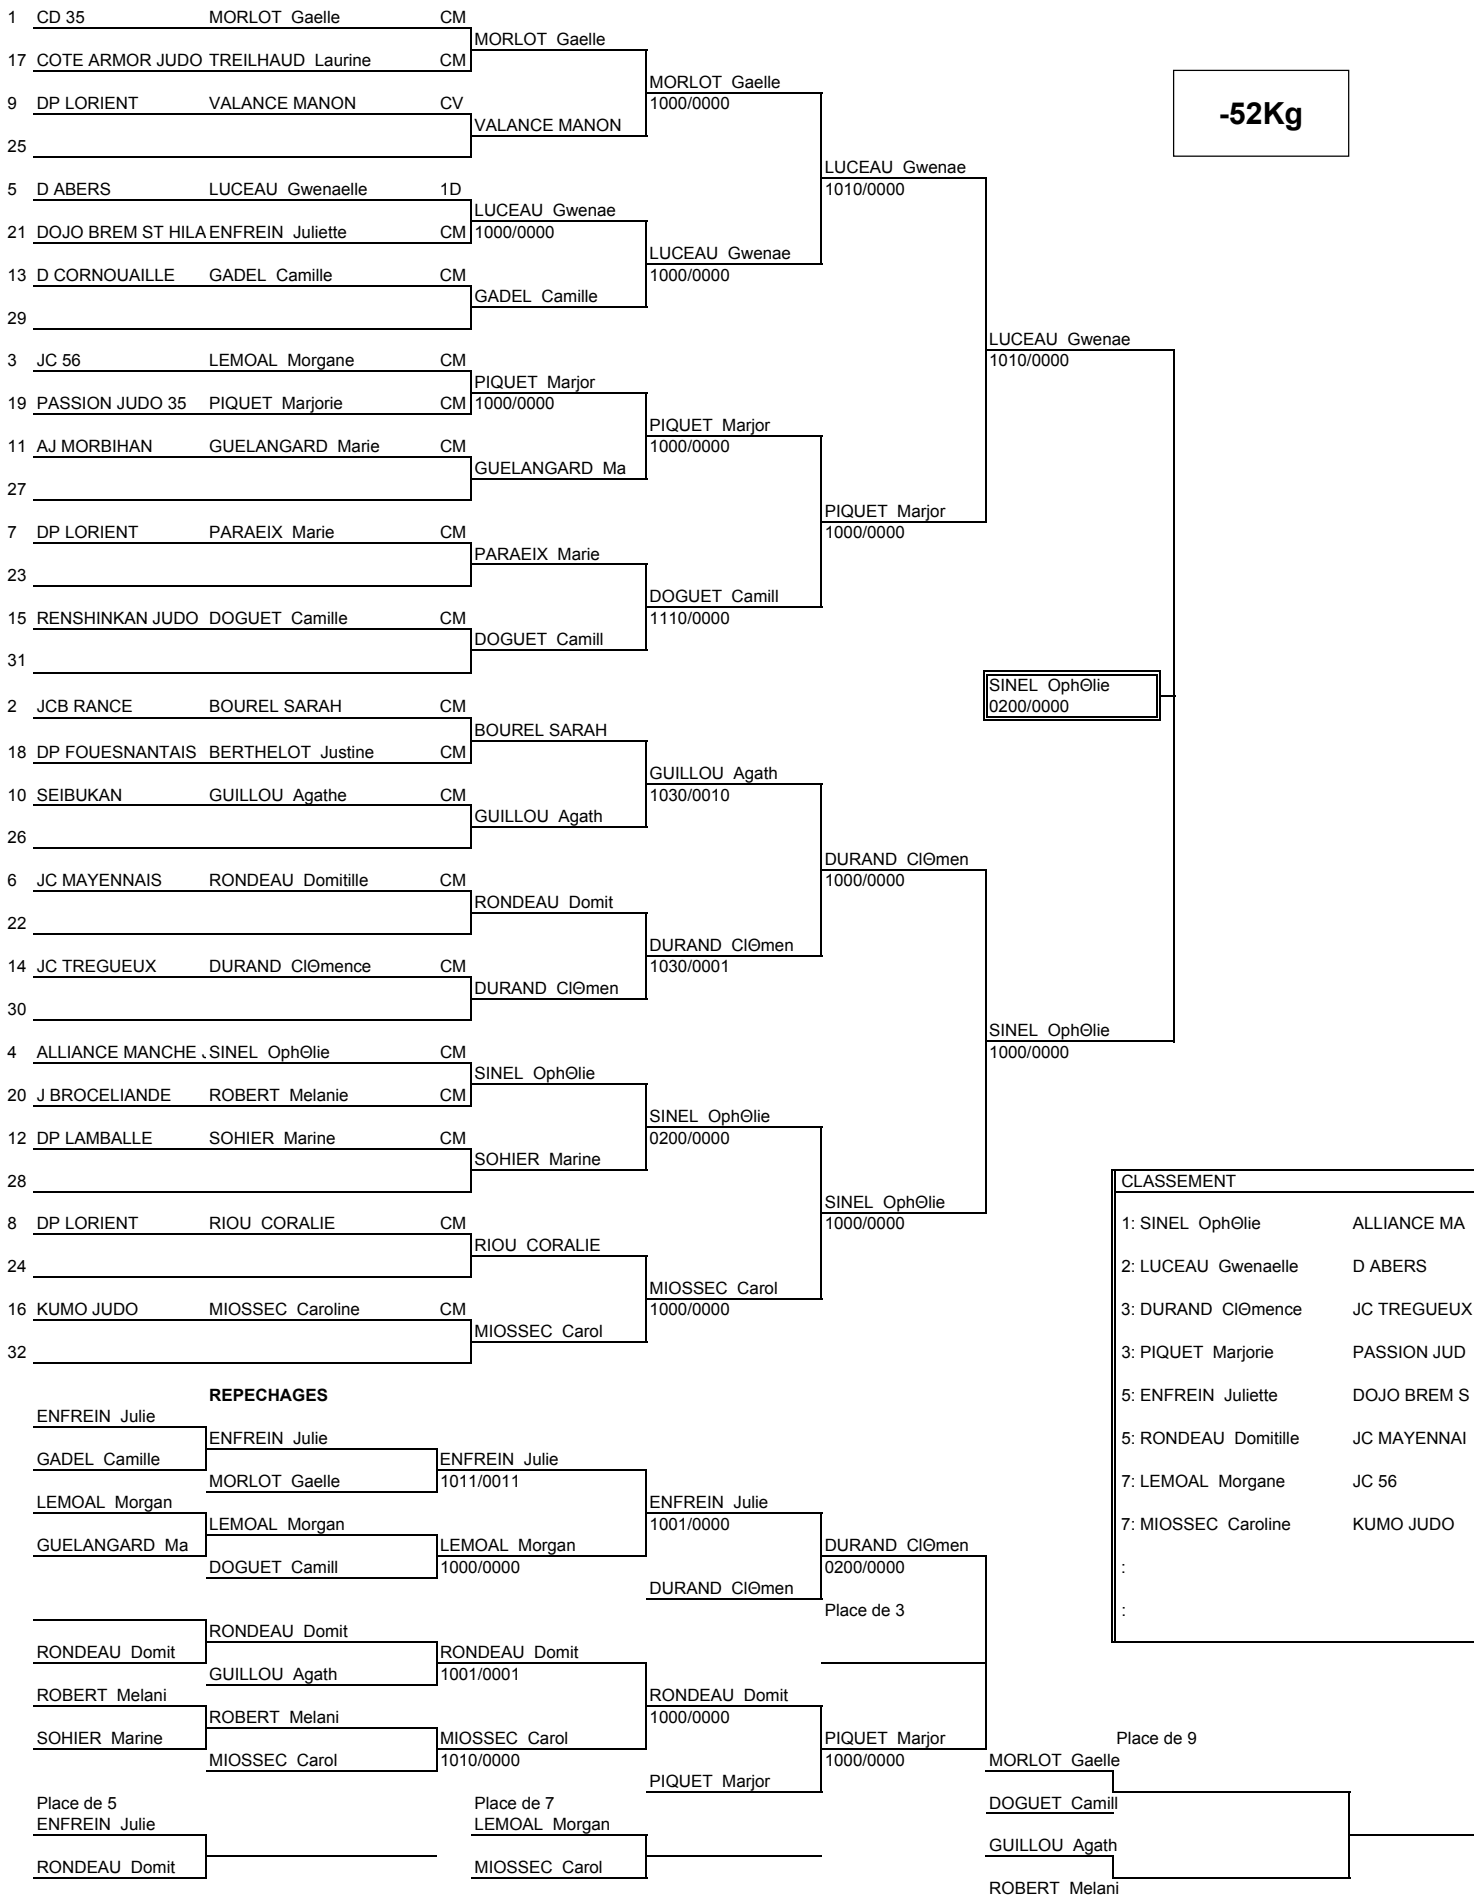 1 CD 35 MORLOT Gaelle CM
MORLOT Gaelle
17 COTE ARMOR JUDO TREILHAUD Laurine CM
MORLOT Gaelle
9 DP LORIENT VALANCE MANON CV 1000/0000
-52Kg
VALANCE MANON
25
LUCEAU Gwenae
5 D ABERS LUCEAU Gwenaelle 1D 1010/0000
LUCEAU Gwenae
21 DOJO BREM ST HILA ENFREIN Juliette CM 1000/0000
LUCEAU Gwenae
13 D CORNOUAILLE GADEL Camille CM 1000/0000
GADEL Camille
29
LUCEAU Gwenae
3 JC 56 LEMOAL Morgane CM 1010/0000
PIQUET Marjor
19 PASSION JUDO 35 PIQUET Marjorie CM 1000/0000
PIQUET Marjor
11 AJ MORBIHAN GUELANGARD Marie CM 1000/0000
GUELANGARD Ma
27
PIQUET Marjor
7 DP LORIENT PARAEIX Marie CM 1000/0000
PARAEIX Marie
23
DOGUET Camill
15 RENSHINKAN JUDO DOGUET Camille CM 1110/0000
DOGUET Camill
31
SINEL OphΘlie
2 JCB RANCE BOUREL SARAH CM 0200/0000
BOUREL SARAH
18 DP FOUESNANTAIS BERTHELOT Justine CM
GUILLOU Agath
10 SEIBUKAN GUILLOU Agathe CM 1030/0010
GUILLOU Agath
26
DURAND ClΘmen
6 JC MAYENNAIS RONDEAU Domitille CM 1000/0000
RONDEAU Domit
22
DURAND ClΘmen
14 JC TREGUEUX DURAND ClΘmence CM 1030/0001
DURAND ClΘmen
30
SINEL OphΘlie
4 ALLIANCE MANCHE J SINEL OphΘlie CM 1000/0000
SINEL OphΘlie
20 J BROCELIANDE ROBERT Melanie CM
SINEL OphΘlie
12 DP LAMBALLE SOHIER Marine CM 0200/0000
SOHIER Marine
28 CLASSEMENT
SINEL OphΘlie
8 DP LORIENT RIOU CORALIE CM 1000/0000 1: SINEL OphΘlie ALLIANCE MA
RIOU CORALIE
24 2: LUCEAU Gwenaelle D ABERS
MIOSSEC Carol
16 KUMO JUDO MIOSSEC Caroline CM 1000/0000 3: DURAND ClΘmence JC TREGUEUX
MIOSSEC Carol
32 3: PIQUET Marjorie PASSION JUD
REPECHAGES 5: ENFREIN Juliette DOJO BREM S
ENFREIN Julie
ENFREIN Julie 5: RONDEAU Domitille JC MAYENNAI
GADEL Camille ENFREIN Julie
MORLOT Gaelle 1011/0011 7: LEMOAL Morgane JC 56
LEMOAL Morgan ENFREIN Julie
LEMOAL Morgan 1001/0000 7: MIOSSEC Caroline KUMO JUDO
GUELANGARD Ma LEMOAL Morgan DURAND ClΘmen
DOGUET Camill 1000/0000 0200/0000 :
DURAND ClΘmen
Place de 3 :
RONDEAU Domit
RONDEAU Domit RONDEAU Domit
GUILLOU Agath 1001/0001
ROBERT Melani RONDEAU Domit
ROBERT Melani 1000/0000
SOHIER Marine MIOSSEC Carol PIQUET Marjor Place de 9
MIOSSEC Carol 1010/0000 1000/0000 MORLOT Gaelle
PIQUET Marjor
Place de 5 Place de 7 DOGUET Camill
ENFREIN Julie LEMOAL Morgan
GUILLOU Agath
RONDEAU Domit MIOSSEC Carol
ROBERT Melani